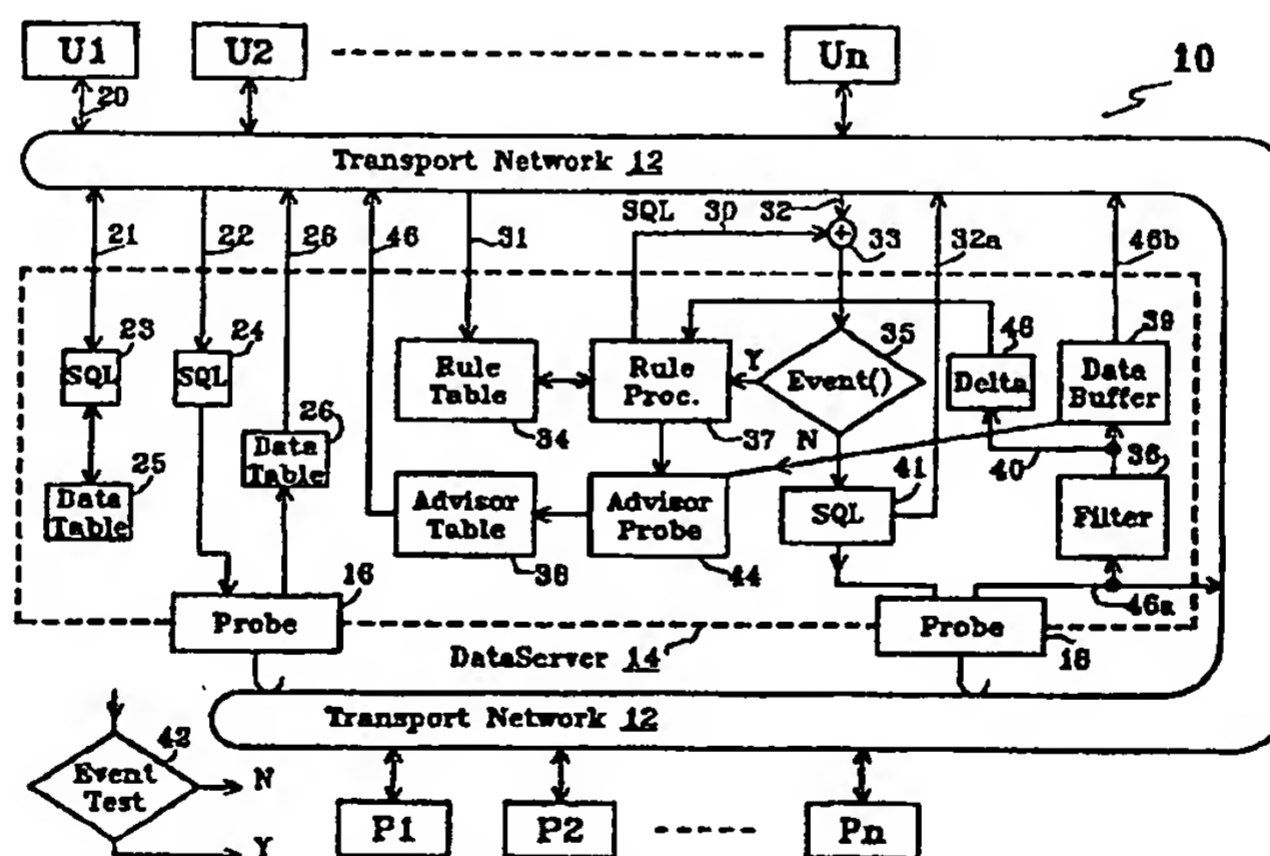 U1 U2 Un
10
20
Transport Network 12
21 22 28 46 31 SQL 30 32 33 32a 46b
23 24 35 48 39
SQL SQL Rule Table Rule Proc. Y Event() Delta Data Buffer
26 34 37 N 40 36
25 Data Table 41
Data Table Advisor Table Advisor Probe SQL Filter
16 38 44 46a
Probe Probe
DataServer 14 18
Transport Network 12
42
Event Test N
Y
P1 P2 Pn